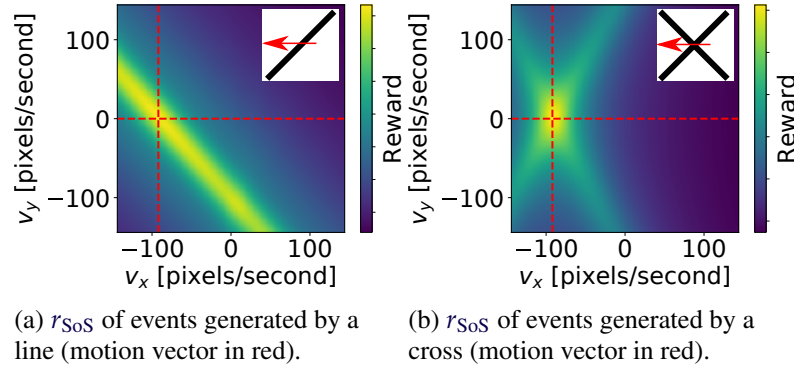 100
0
−100
v_y [pixels/second]
−100 0 100
v_x [pixels/second]
Reward
100
0
−100
v_y [pixels/second]
−100 0 100
v_x [pixels/second]
Reward
(a) r_SoS of events generated by a
line (motion vector in red).
(b) r_SoS of events generated by a
cross (motion vector in red).